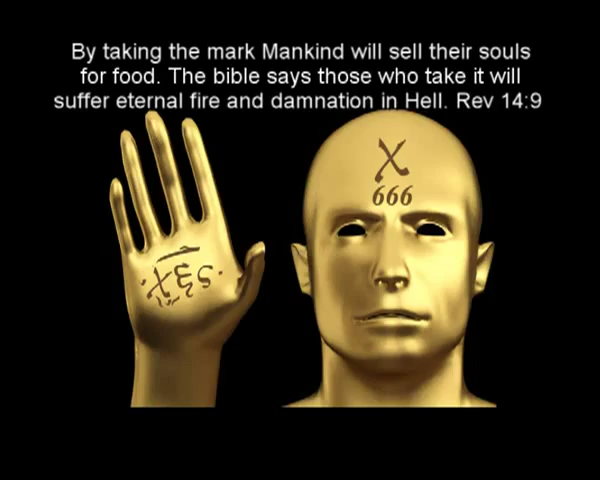 By taking the mark Mankind will sell their souls
for food. The bible says those who take it will
suffer eternal fire and damnation in Hell. Rev 14:9
χ
666
χξς